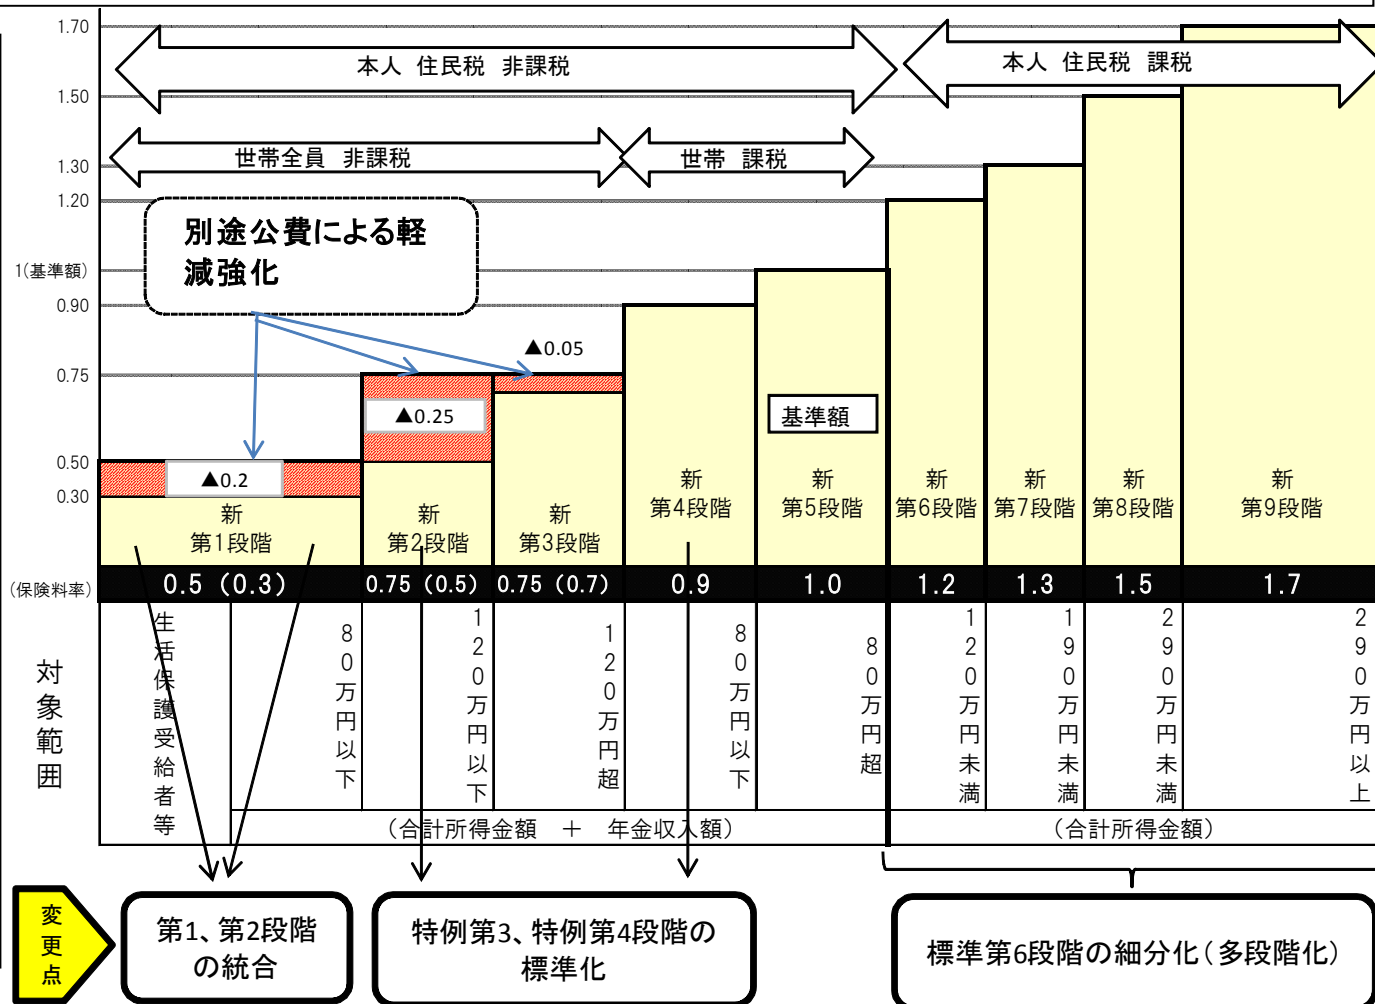 1.70
本人 住民税 非課税
本人 住民税 課税
1.50
世帯全員 非課税
世帯 課税
1.30
1.20
別途公費による軽
減強化
1(基準額)
0.90
▲0.05
0.75
▲0.25
基準額
0.50
▲0.2
0.30
新
第1段階
新
第2段階
新
第3段階
新
第4段階
新
第5段階
新
第6段階
新
第7段階
新
第8段階
新
第9段階
(保険料率)
0.5 (0.3)
0.75 (0.5)
0.75 (0.7)
0.9
1.0
1.2
1.3
1.5
1.7
対象範囲
生活保護受給者等
80万円以下
120万円以下
120万円超
80万円以下
80万円超
120万円未満
190万円未満
290万円未満
290万円以上
(合計所得金額 + 年金収入額)
(合計所得金額)
変更点
第1、第2段階
の統合
特例第3、特例第4段階の
標準化
標準第6段階の細分化(多段階化)